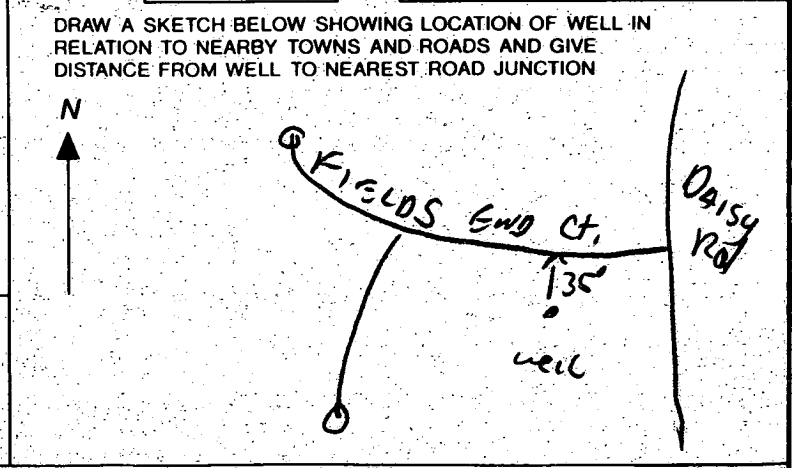 DRAW A SKETCH BELOW SHOWING LOCATION OF WELL IN
RELATION TO NEARBY TOWNS AND ROADS AND GIVE
DISTANCE FROM WELL TO NEAREST ROAD JUNCTION
N
FIELDS END Ct.
DAISY
Rd
35'
well